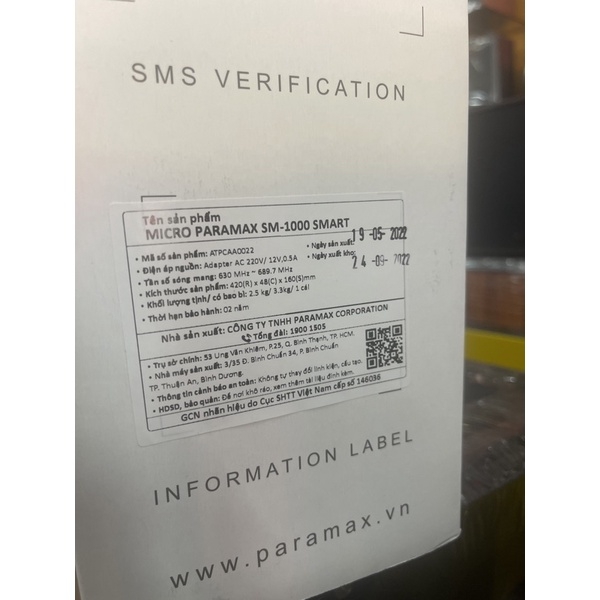 SMS VERIFICATION
Tên sản phẩm
MICRO PARAMAX SM-1000 SMART
• Mã số sản phẩm: ATPCAA0022
• Ngày sản xuất: 19-05-2022
• Điện áp nguồn: Adapter AC 220V/ 12V,0.5A
• Ngày xuất kho: 24-09-2022
• Tần số sóng mang: 630 MHz – 689.7 MHz
• Kích thước sản phẩm: 420(R) x 48(C) x 160(S)mm
• Khối lượng tịnh/ có bao bì: 2.5 kg/ 3.3kg/ 1 cái
• Thời hạn bảo hành: 02 năm
Nhà sản xuất: CÔNG TY TNHH PARAMAX CORPORATION
Tổng đài: 1900 1505
• Trụ sở chính: 53 Ung Văn Khiêm, P.25, Q. Bình Thạnh, TP. HCM.
• Nhà máy sản xuất: 3/35 Đ. Bình Chuẩn 34, P. Bình Chuẩn
TP. Thuận An, Bình Dương.
• Thông tin cảnh báo an toàn: Không tự thay đổi linh kiện, cấu tạo.
• HDSD, bảo quản: Để nơi khô ráo, xem thêm tài liệu đính kèm.
GCN nhãn hiệu do Cục SHTT Việt Nam cấp số 146036
INFORMATION LABEL
www.paramax.vn